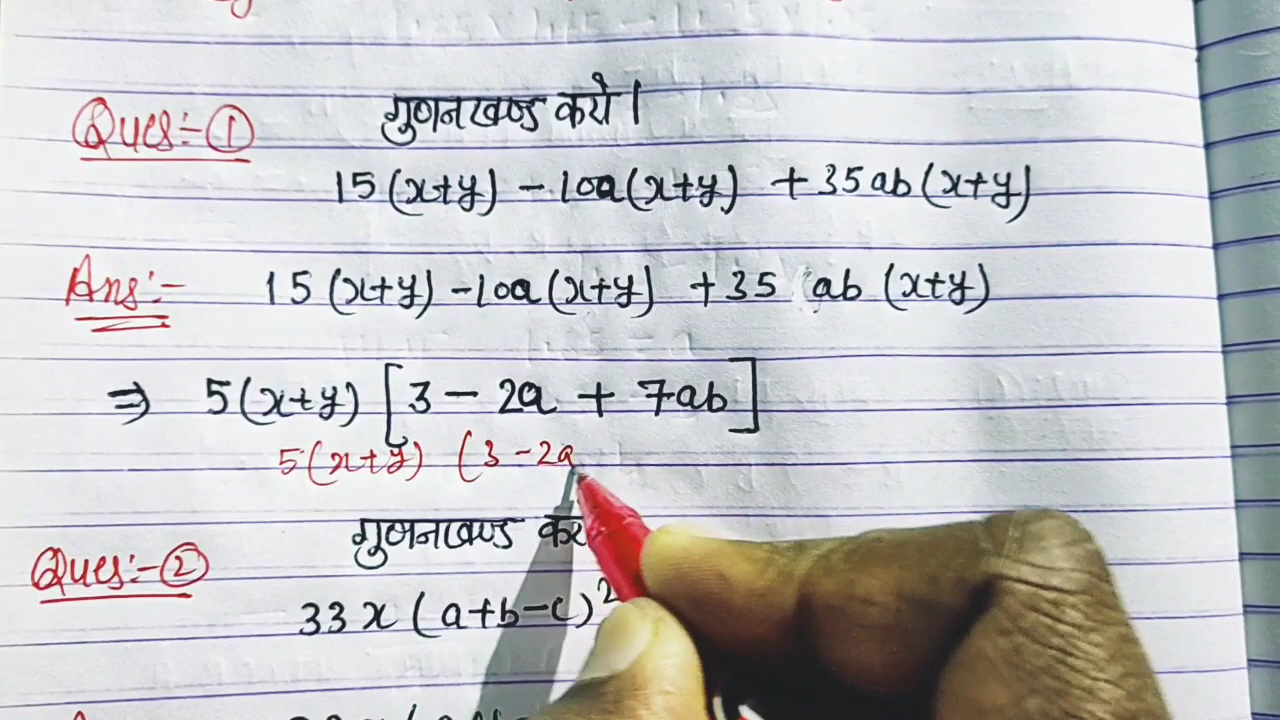 Ques:-①
गुणनखण्ड करो।
15(x+y) - 10a(x+y) + 35ab(x+y)
Ans:- 15(x+y) - 10a(x+y) + 35 ab (x+y)
⇒ 5(x+y) [3 - 2a + 7ab]
5(x+y) (3 - 2a
Ques:-②
गुणनखण्ड
33x(a+b-c)²